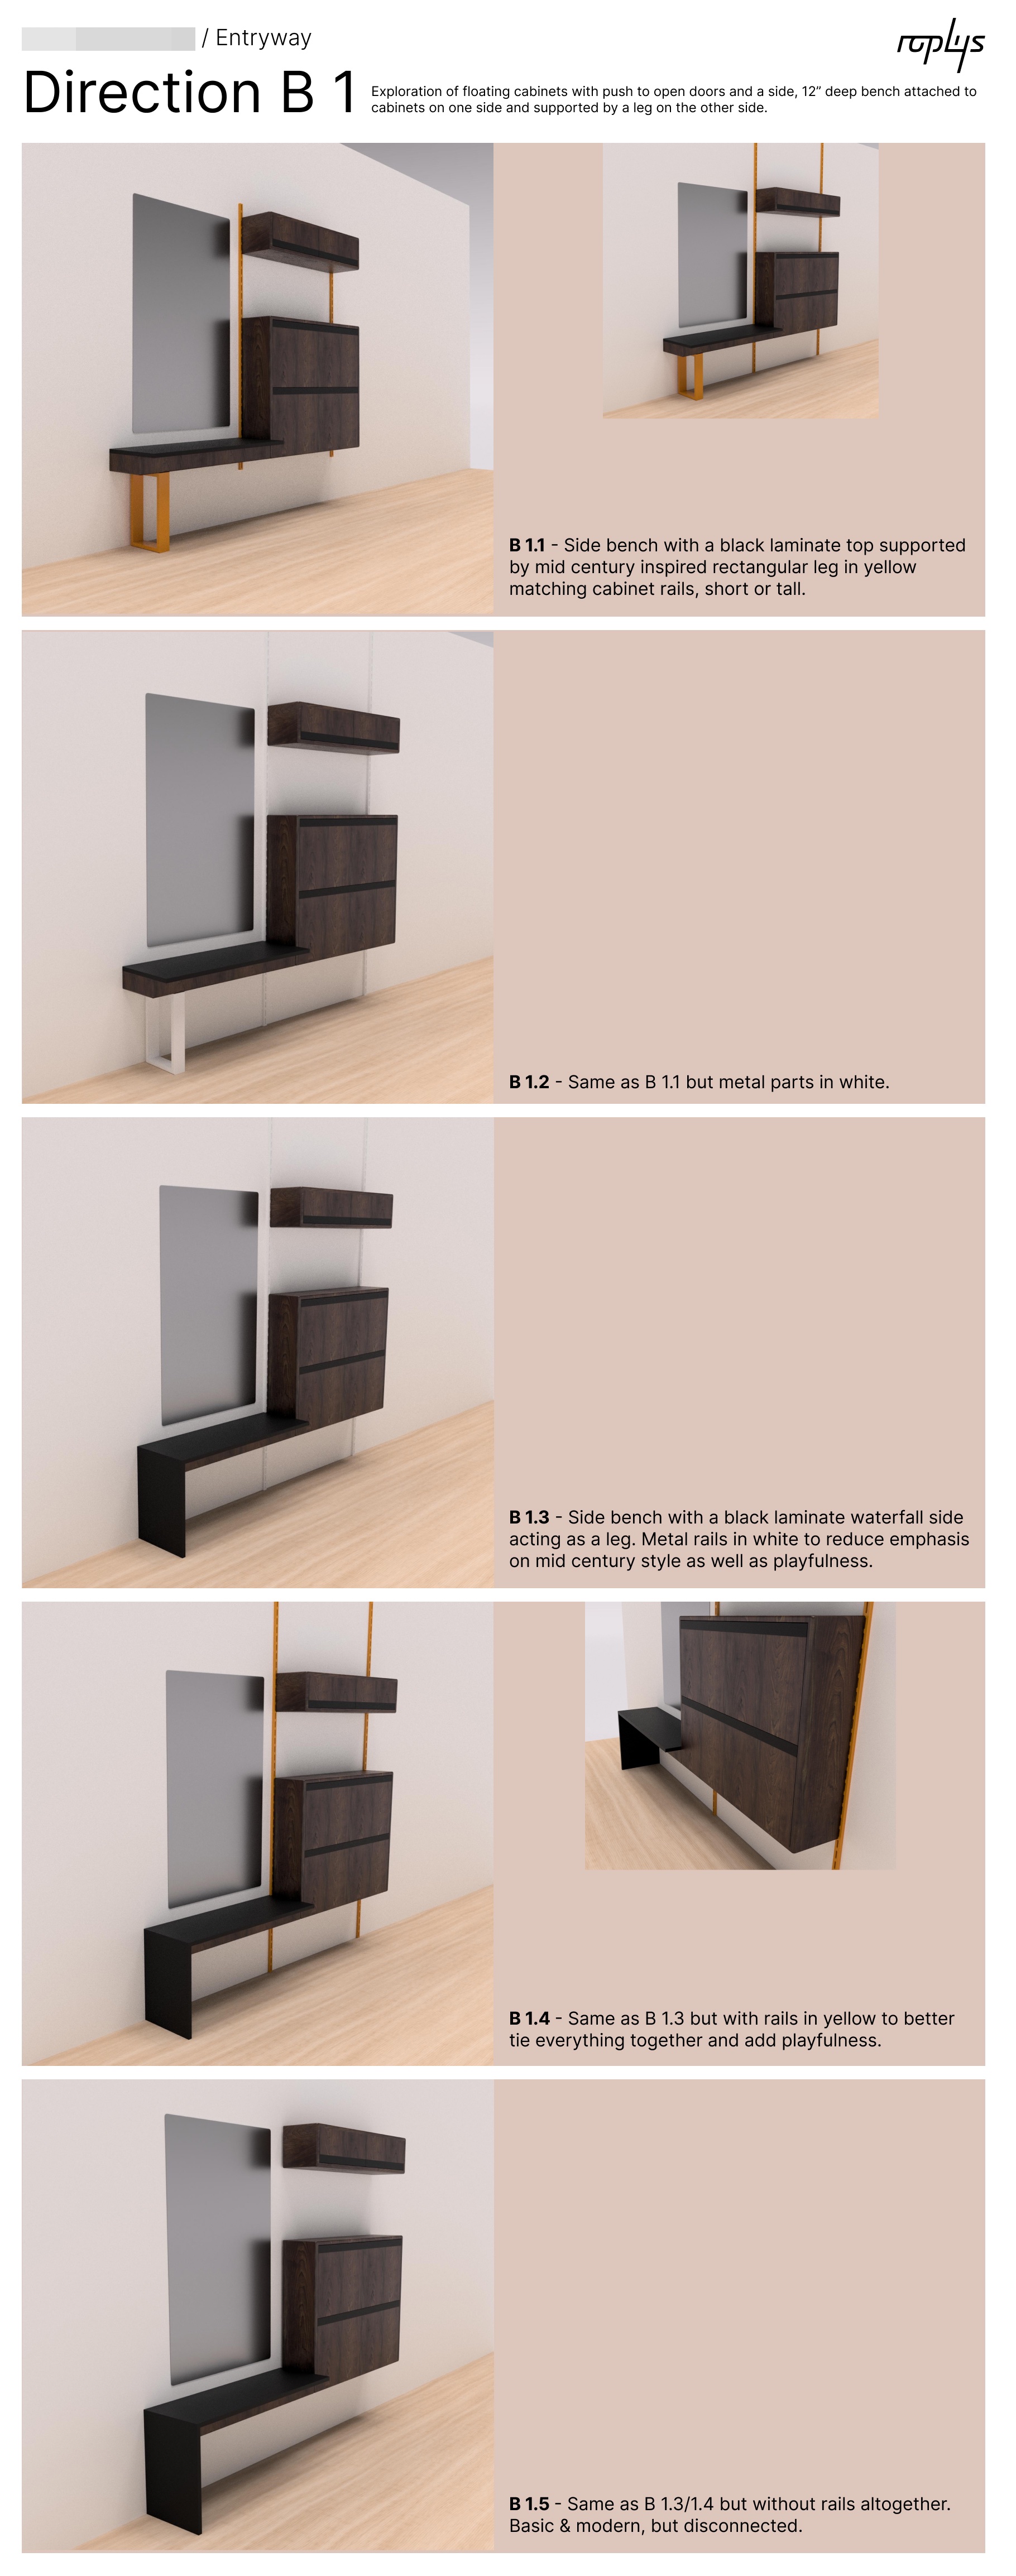 / Entryway
roplys
Direction B 1
Exploration of floating cabinets with push to open doors and a side, 12” deep bench attached to
cabinets on one side and supported by a leg on the other side.
B 1.1 - Side bench with a black laminate top supported
by mid century inspired rectangular leg in yellow
matching cabinet rails, short or tall.
B 1.2 - Same as B 1.1 but metal parts in white.
B 1.3 - Side bench with a black laminate waterfall side
acting as a leg. Metal rails in white to reduce emphasis
on mid century style as well as playfulness.
B 1.4 - Same as B 1.3 but with rails in yellow to better
tie everything together and add playfulness.
B 1.5 - Same as B 1.3/1.4 but without rails altogether.
Basic & modern, but disconnected.